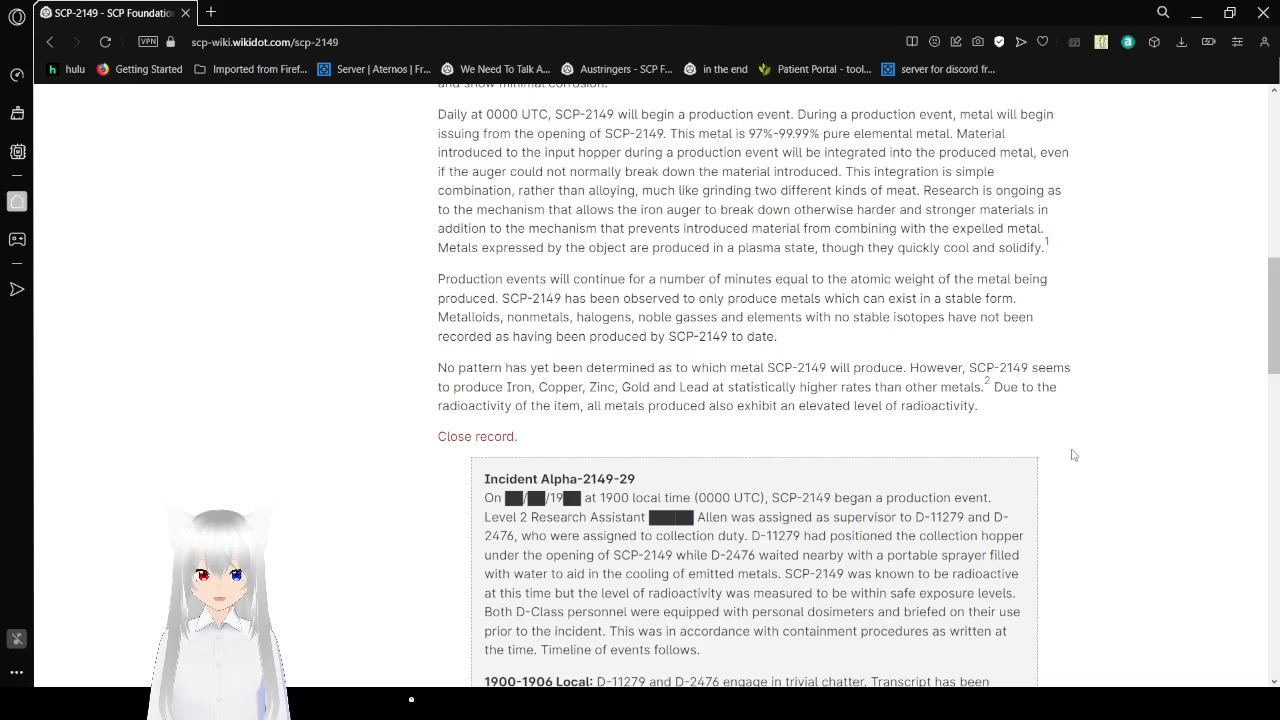 SCP-2149 - SCP Foundatio
scp-wiki.wikidot.com/scp-2149
VPN
hulu
Getting Started
Imported from Firef...
Server | Aternos | Fr...
We Need To Talk A...
Austringers - SCP F...
in the end
Patient Portal - tool...
server for discord fr...
and show minimal corrosion.
Daily at 0000 UTC, SCP-2149 will begin a production event. During a production event, metal will begin
issuing from the opening of SCP-2149. This metal is 97%-99.99% pure elemental metal. Material
introduced to the input hopper during a production event will be integrated into the produced metal, even
if the auger could not normally break down the material introduced. This integration is simple
combination, rather than alloying, much like grinding two different kinds of meat. Research is ongoing as
to the mechanism that allows the iron auger to break down otherwise harder and stronger materials in
addition to the mechanism that prevents introduced material from combining with the expelled metal.
Metals expressed by the object are produced in a plasma state, though they quickly cool and solidify.1
Production events will continue for a number of minutes equal to the atomic weight of the metal being
produced. SCP-2149 has been observed to only produce metals which can exist in a stable form.
Metalloids, nonmetals, halogens, noble gasses and elements with no stable isotopes have not been
recorded as having been produced by SCP-2149 to date.
No pattern has yet been determined as to which metal SCP-2149 will produce. However, SCP-2149 seems
to produce Iron, Copper, Zinc, Gold and Lead at statistically higher rates than other metals.2 Due to the
radioactivity of the item, all metals produced also exhibit an elevated level of radioactivity.
Close record.
Incident Alpha-2149-29
On ██/██/19██ at 1900 local time (0000 UTC), SCP-2149 began a production event.
Level 2 Research Assistant █████ Allen was assigned as supervisor to D-11279 and D-
2476, who were assigned to collection duty. D-11279 had positioned the collection hopper
under the opening of SCP-2149 while D-2476 waited nearby with a portable sprayer filled
with water to aid in the cooling of emitted metals. SCP-2149 was known to be radioactive
at this time but the level of radioactivity was measured to be within safe exposure levels.
Both D-Class personnel were equipped with personal dosimeters and briefed on their use
prior to the incident. This was in accordance with containment procedures as written at
the time. Timeline of events follows.
1900-1906 Local: D-11279 and D-2476 engage in trivial chatter. Transcript has been